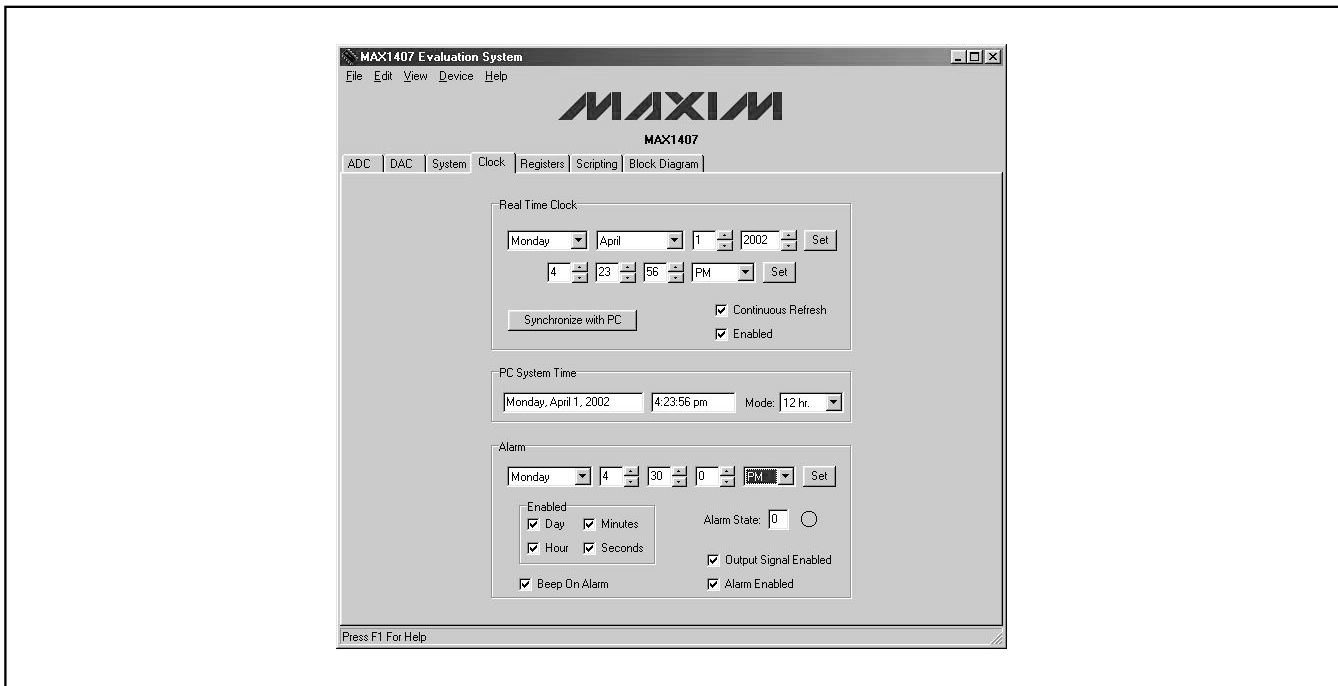 MAX1407 Evaluation System
File Edit View Device Help
MAXIM
MAX1407
ADC DAC System Clock Registers Scripting Block Diagram
Real Time Clock
Monday April 1 2002 Set
4 23 56 PM Set
Synchronize with PC
Continuous Refresh
Enabled
PC System Time
Monday, April 1, 2002 4:23:56 pm Mode: 12 hr.
Alarm
Monday 4 30 0 PM Set
Enabled
Day Minutes
Hour Seconds
Alarm State: 0
Output Signal Enabled
Beep On Alarm
Alarm Enabled
Press F1 For Help